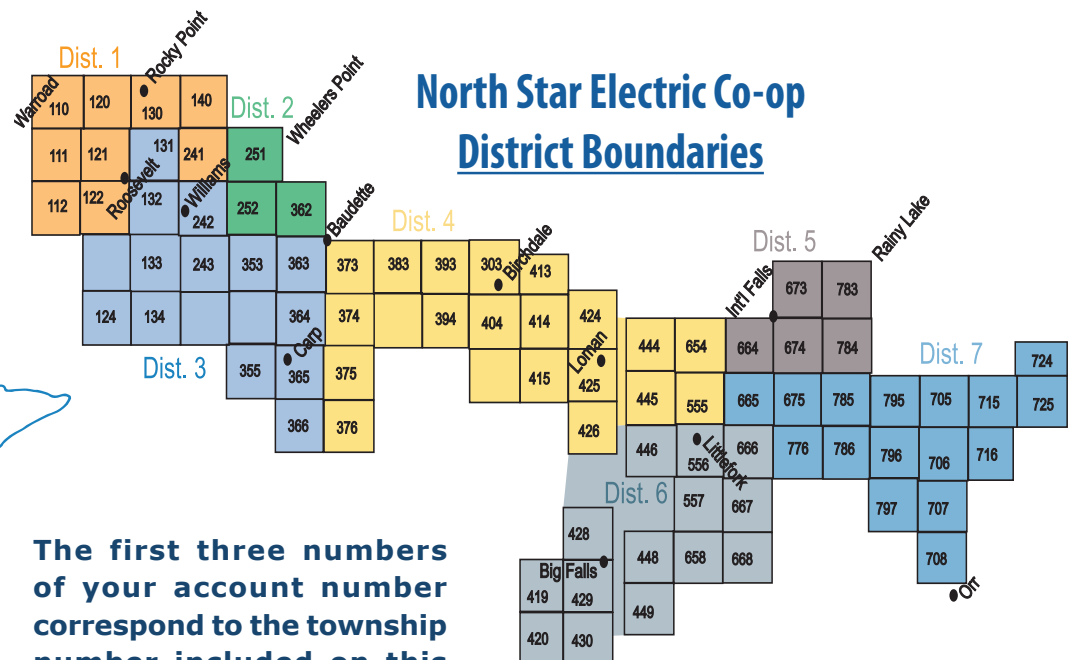 North Star Electric Co-op
District Boundaries
Dist. 1
Rocky Point
Warroad
110 120 130 140
Dist. 2
Wheelers Point
111 121 131 241 251
Roosevelt
Williams
112 122 132 242 252 362
Baudette
Dist. 4
133 243 353 363 373 383 393 303 413
Birchdale
Dist. 5
Rainy Lake
Int'l Falls
673 783
124 134 364 374 394 404 414 424
444 654 664 674 784
Dist. 7
724
Dist. 3
Carp
355 365 375 415 425
Loman
445 555 665 675 785 795 705 715 725
366 376 426
446 556 666 776 786 796 706 716
Littlefork
Dist. 6
557 667 797 707
428
448 658 668 708
Big Falls
Orr
419 429 449
420 430
The first three numbers
of your account number
correspond to the township
number included on this